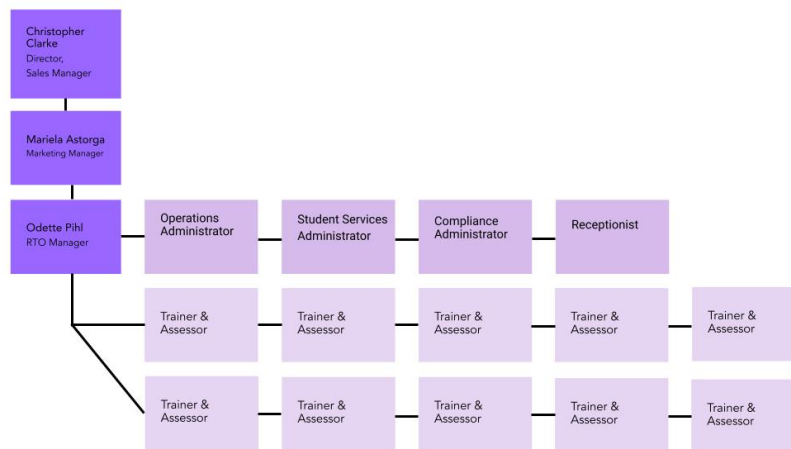 Christopher
Clarke
Director,
Sales Manager
Mariela Astorga
Marketing Manager
Odette Pihl
RTO Manager
Operations
Administrator
Student Services
Administrator
Compliance
Administrator
Receptionist
Trainer &
Assessor
Trainer &
Assessor
Trainer &
Assessor
Trainer &
Assessor
Trainer &
Assessor
Trainer &
Assessor
Trainer &
Assessor
Trainer &
Assessor
Trainer &
Assessor
Trainer &
Assessor